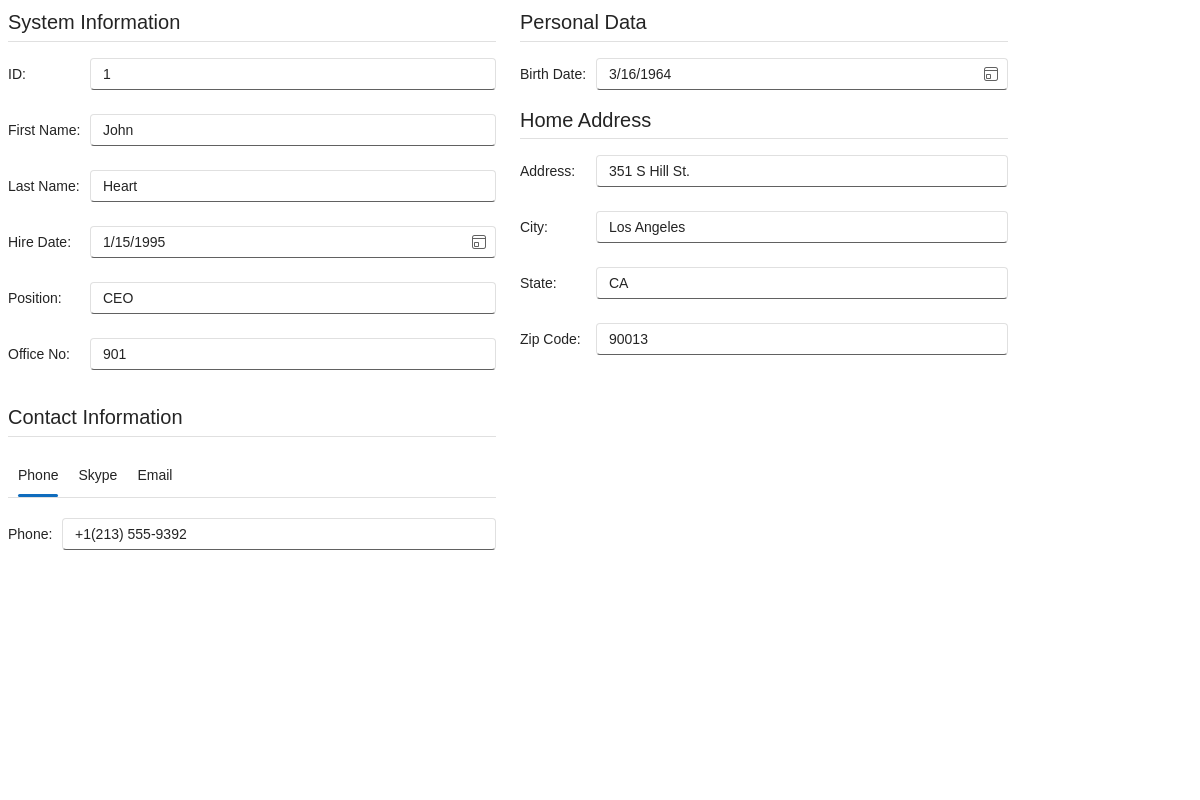 System Information
ID: 1
First Name: John
Last Name: Heart
Hire Date: 1/15/1995
Position: CEO
Office No: 901
Contact Information
Phone Skype Email
Phone: +1(213) 555-9392
Personal Data
Birth Date: 3/16/1964
Home Address
Address: 351 S Hill St.
City: Los Angeles
State: CA
Zip Code: 90013